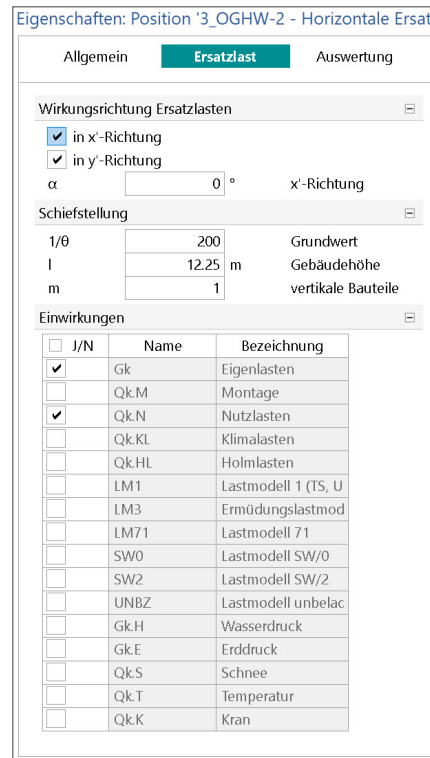 Eigenschaften: Position '3_OGHW-2 - Horizontale Ersat
Allgemein Ersatzlast Auswertung
Wirkungsrichtung Ersatzlasten
in x'-Richtung
in y'-Richtung
α 0 ° x'-Richtung
Schiefstellung
1/θ 200 Grundwert
l 12.25 m Gebäudehöhe
m 1 vertikale Bauteile
Einwirkungen
J/N Name Bezeichnung
Gk Eigenlasten
Qk.M Montage
Qk.N Nutzlasten
Qk.KL Klimalasten
Qk.HL Holmlasten
LM1 Lastmodell 1 (TS, U
LM3 Ermüdungslastmod
LM71 Lastmodell 71
SW0 Lastmodell SW/0
SW2 Lastmodell SW/2
UNBZ Lastmodell unbelac
Gk.H Wasserdruck
Gk.E Erddruck
Qk.S Schnee
Qk.T Temperatur
Qk.K Kran